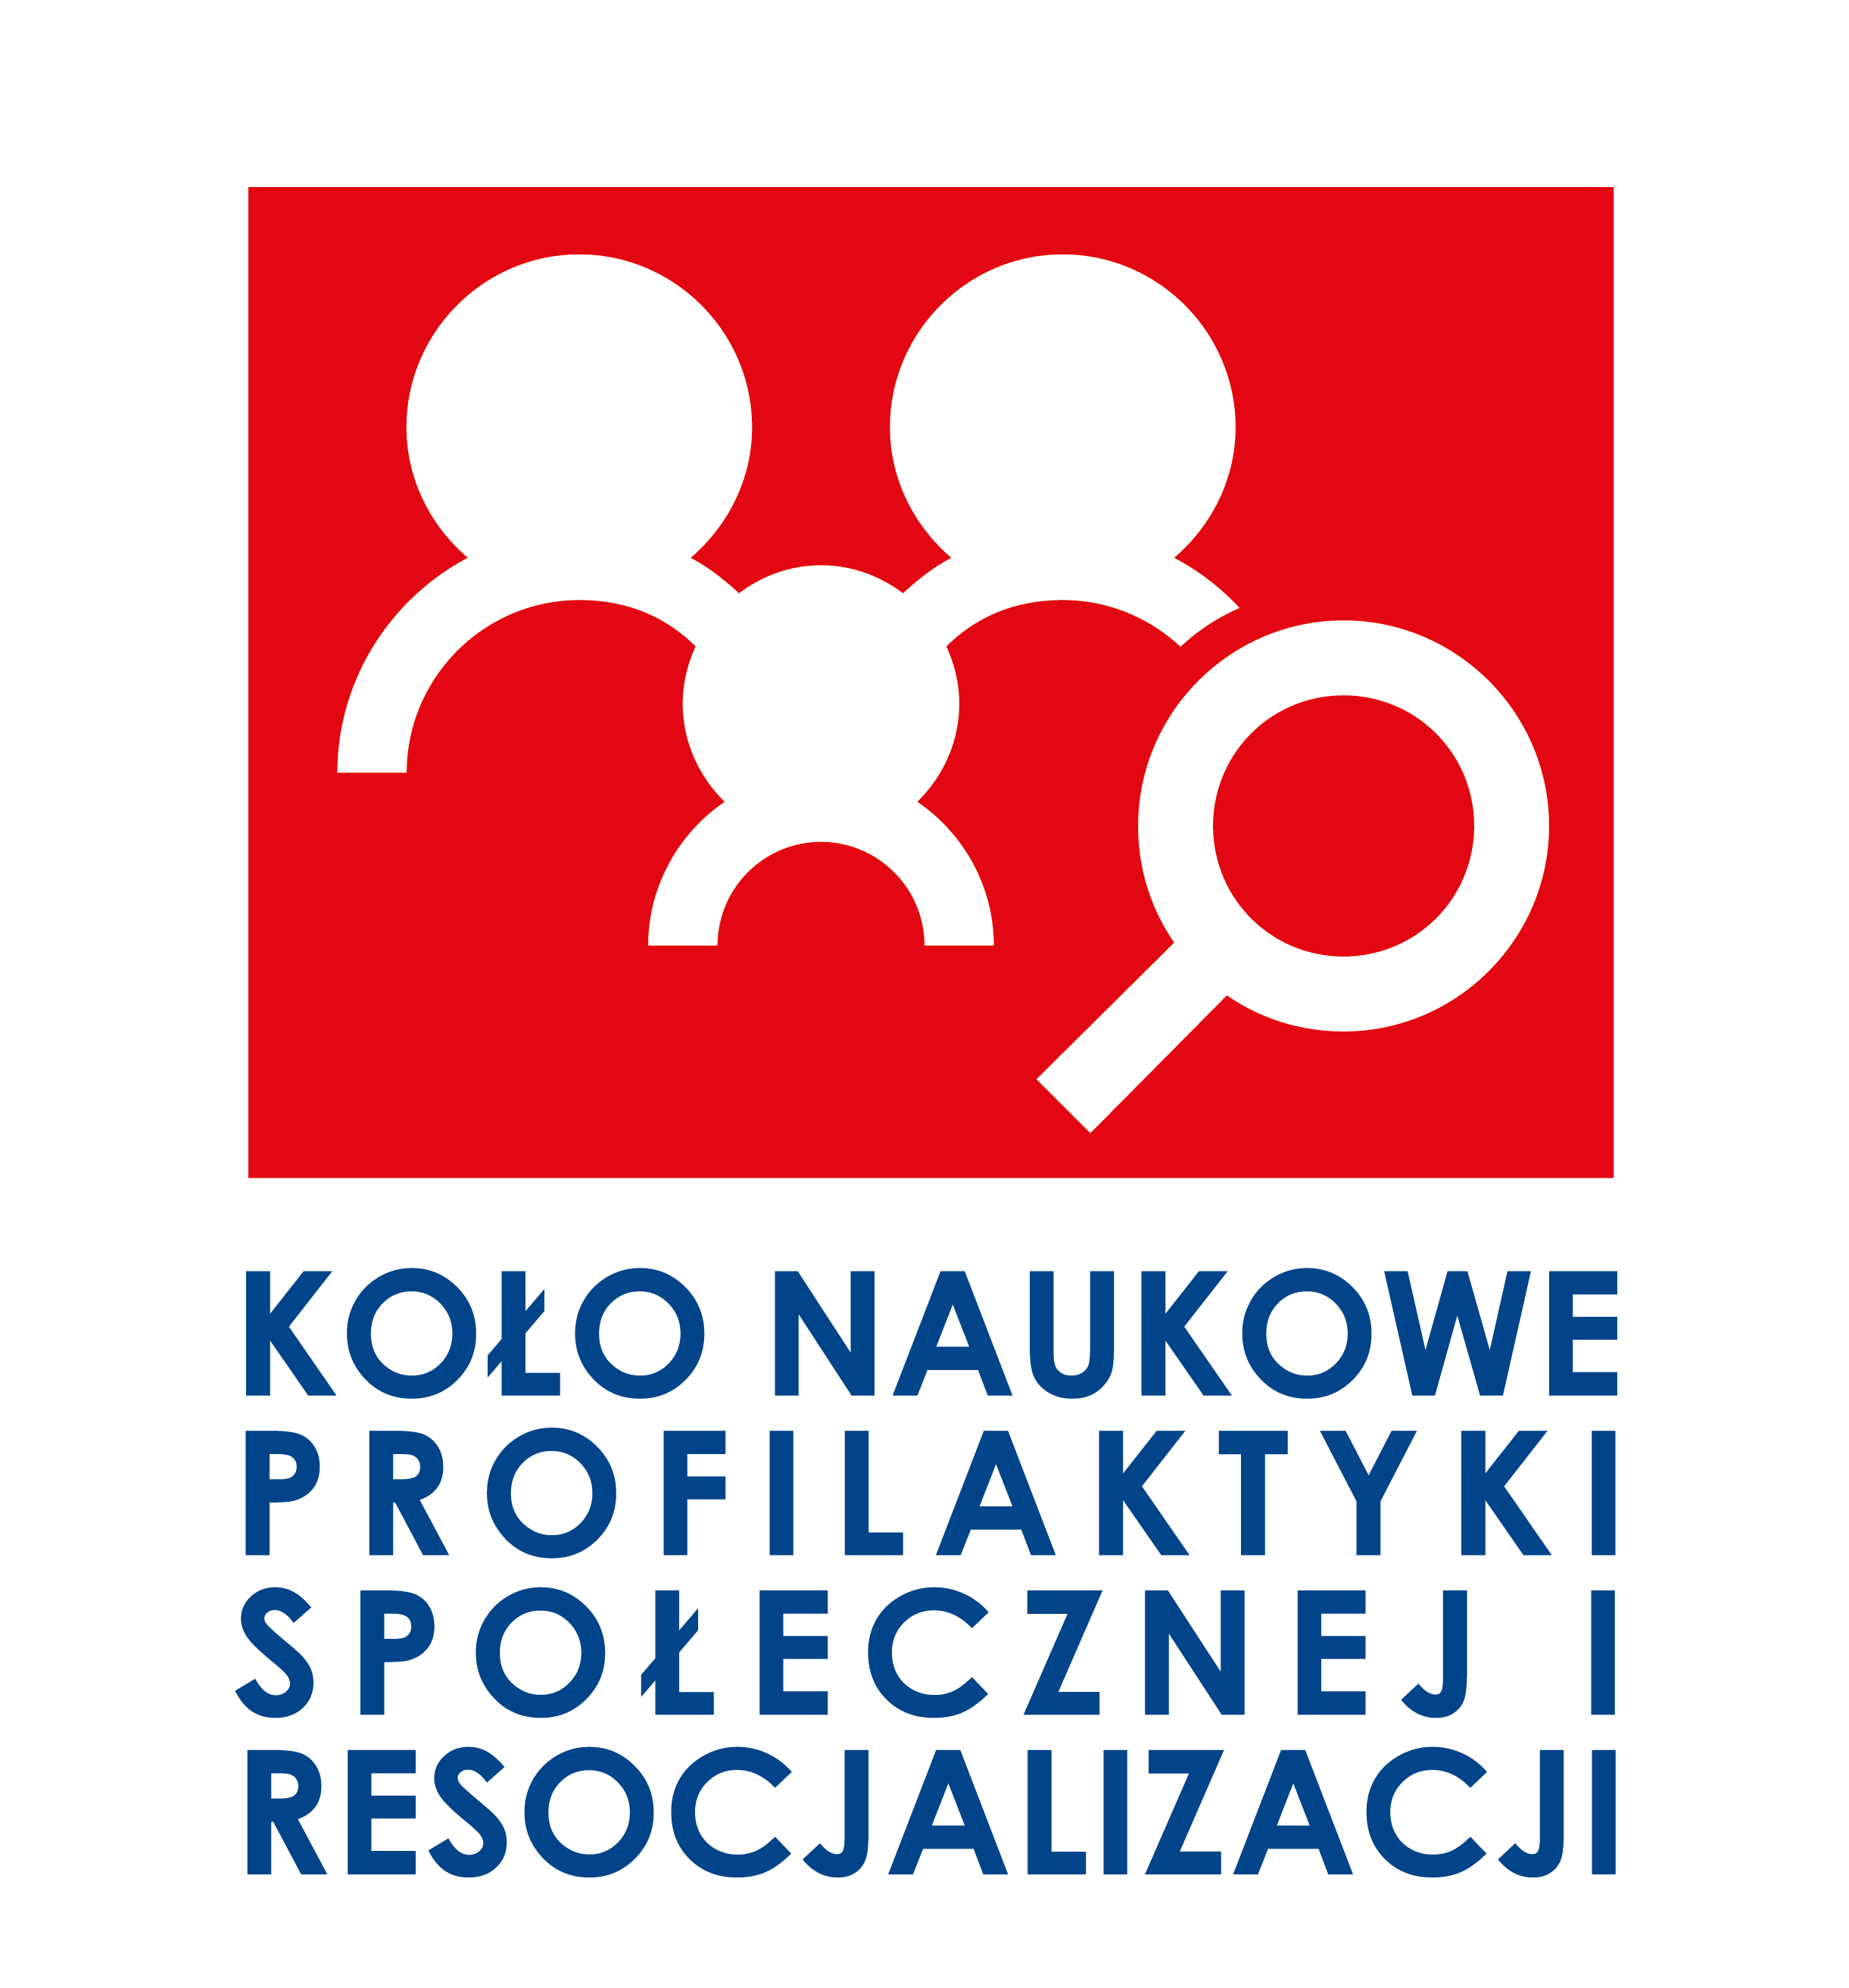 KOŁO NAUKOWE
PROFILAKTYKI
SPOŁECZNEJ I
RESOCJALIZACJI